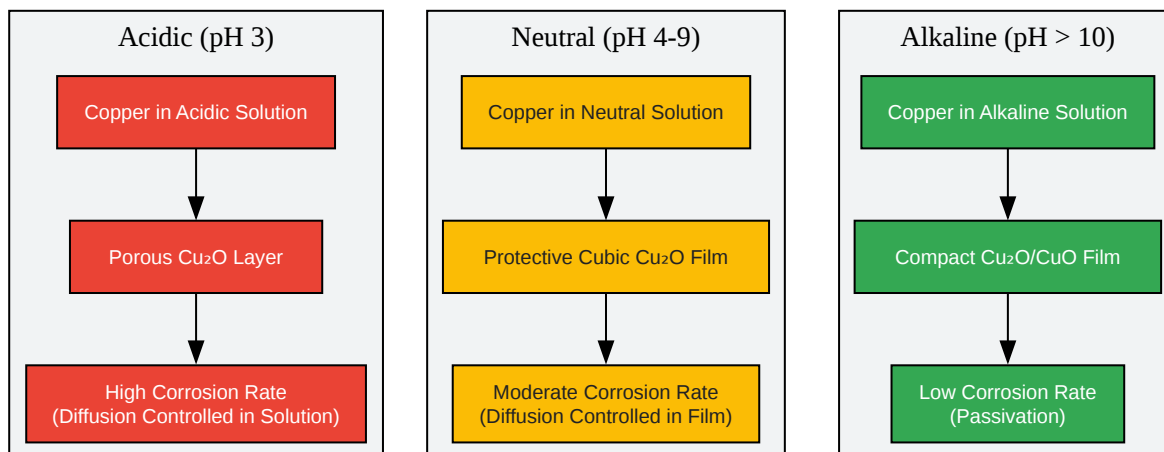 Acidic (pH 3)
Copper in Acidic Solution
Porous Cu₂O Layer
High Corrosion Rate
(Diffusion Controlled in Solution)
Neutral (pH 4-9)
Copper in Neutral Solution
Protective Cubic Cu₂O Film
Moderate Corrosion Rate
(Diffusion Controlled in Film)
Alkaline (pH > 10)
Copper in Alkaline Solution
Compact Cu₂O/CuO Film
Low Corrosion Rate
(Passivation)